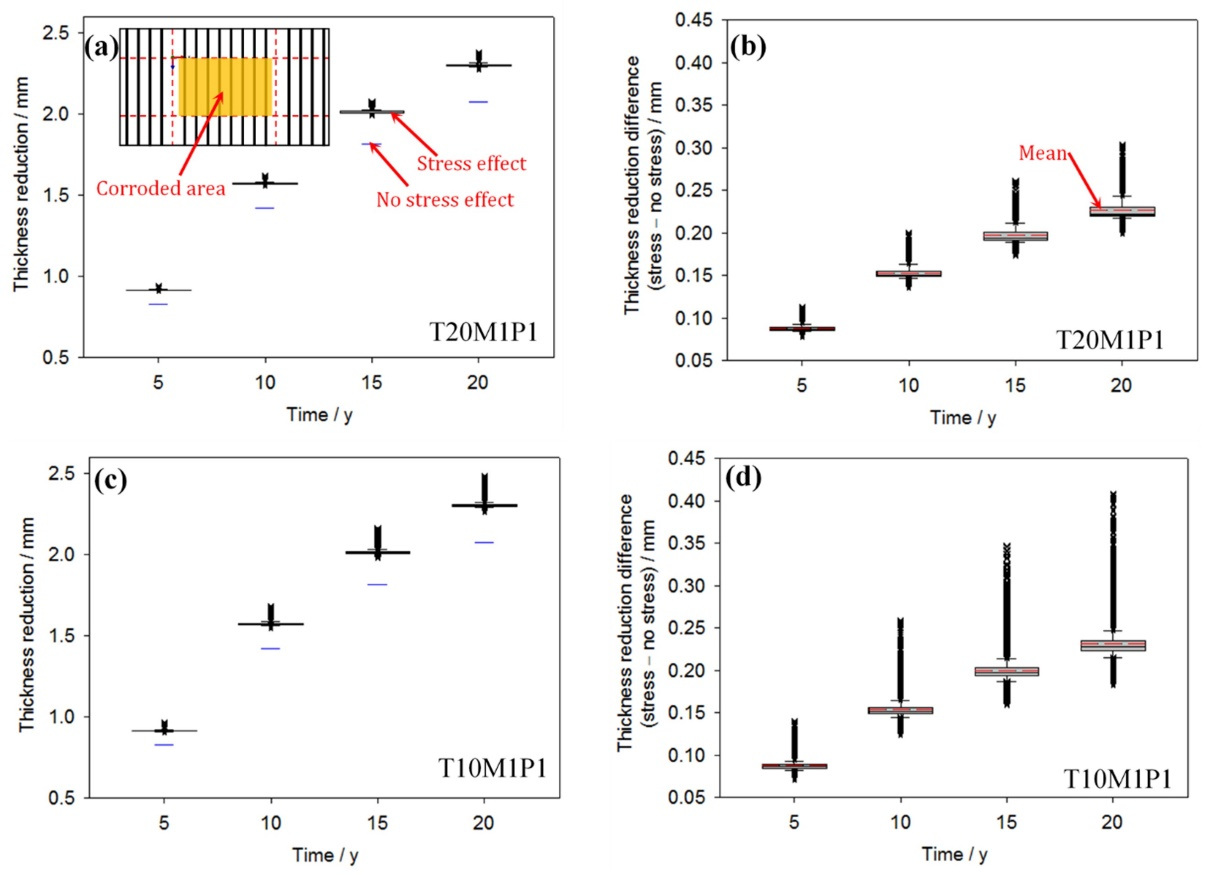 (a)
Thickness reduction / mm
2.5
2.0
1.5
1.0
0.5
Corroded area
Stress effect
No stress effect
T20M1P1
5 10 15 20
Time / y
(b)
Thickness reduction difference
(stress – no stress) / mm
0.45
0.40
0.35
0.30
0.25
0.20
0.15
0.10
0.05
Mean
T20M1P1
5 10 15 20
Time / y
(c)
Thickness reduction / mm
2.5
2.0
1.5
1.0
0.5
T10M1P1
5 10 15 20
Time / y
(d)
Thickness reduction difference
(stress – no stress) / mm
0.45
0.40
0.35
0.30
0.25
0.20
0.15
0.10
0.05
T10M1P1
5 10 15 20
Time / y